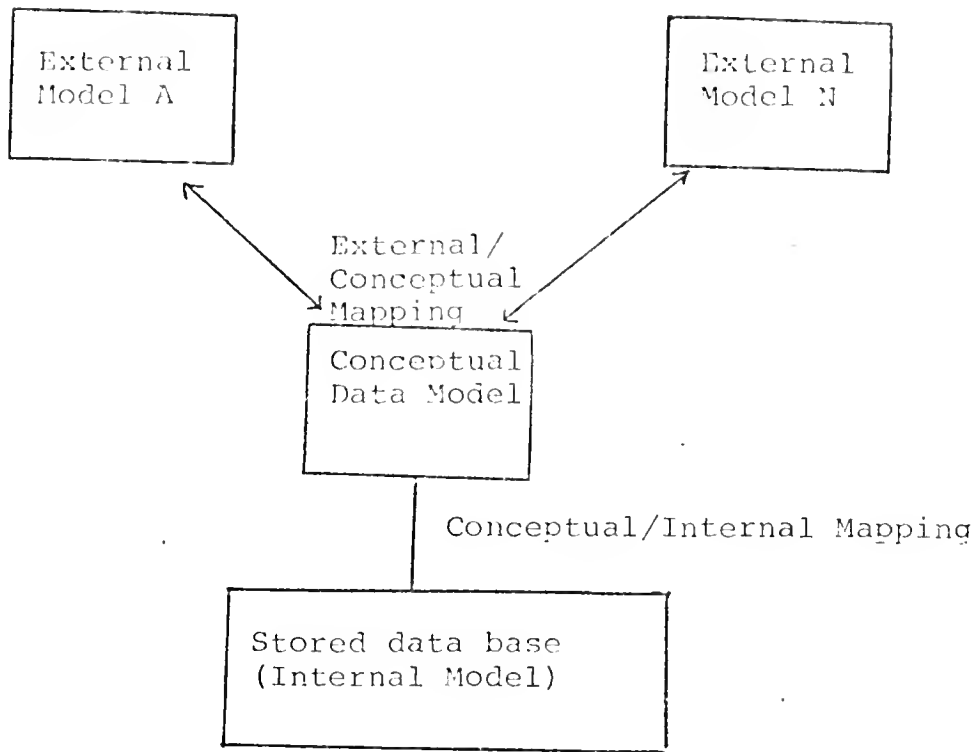 External
Model A
External
Model N
External/
Conceptual
Mapping
Conceptual
Data Model
Conceptual/Internal Mapping
Stored data base
(Internal Model)